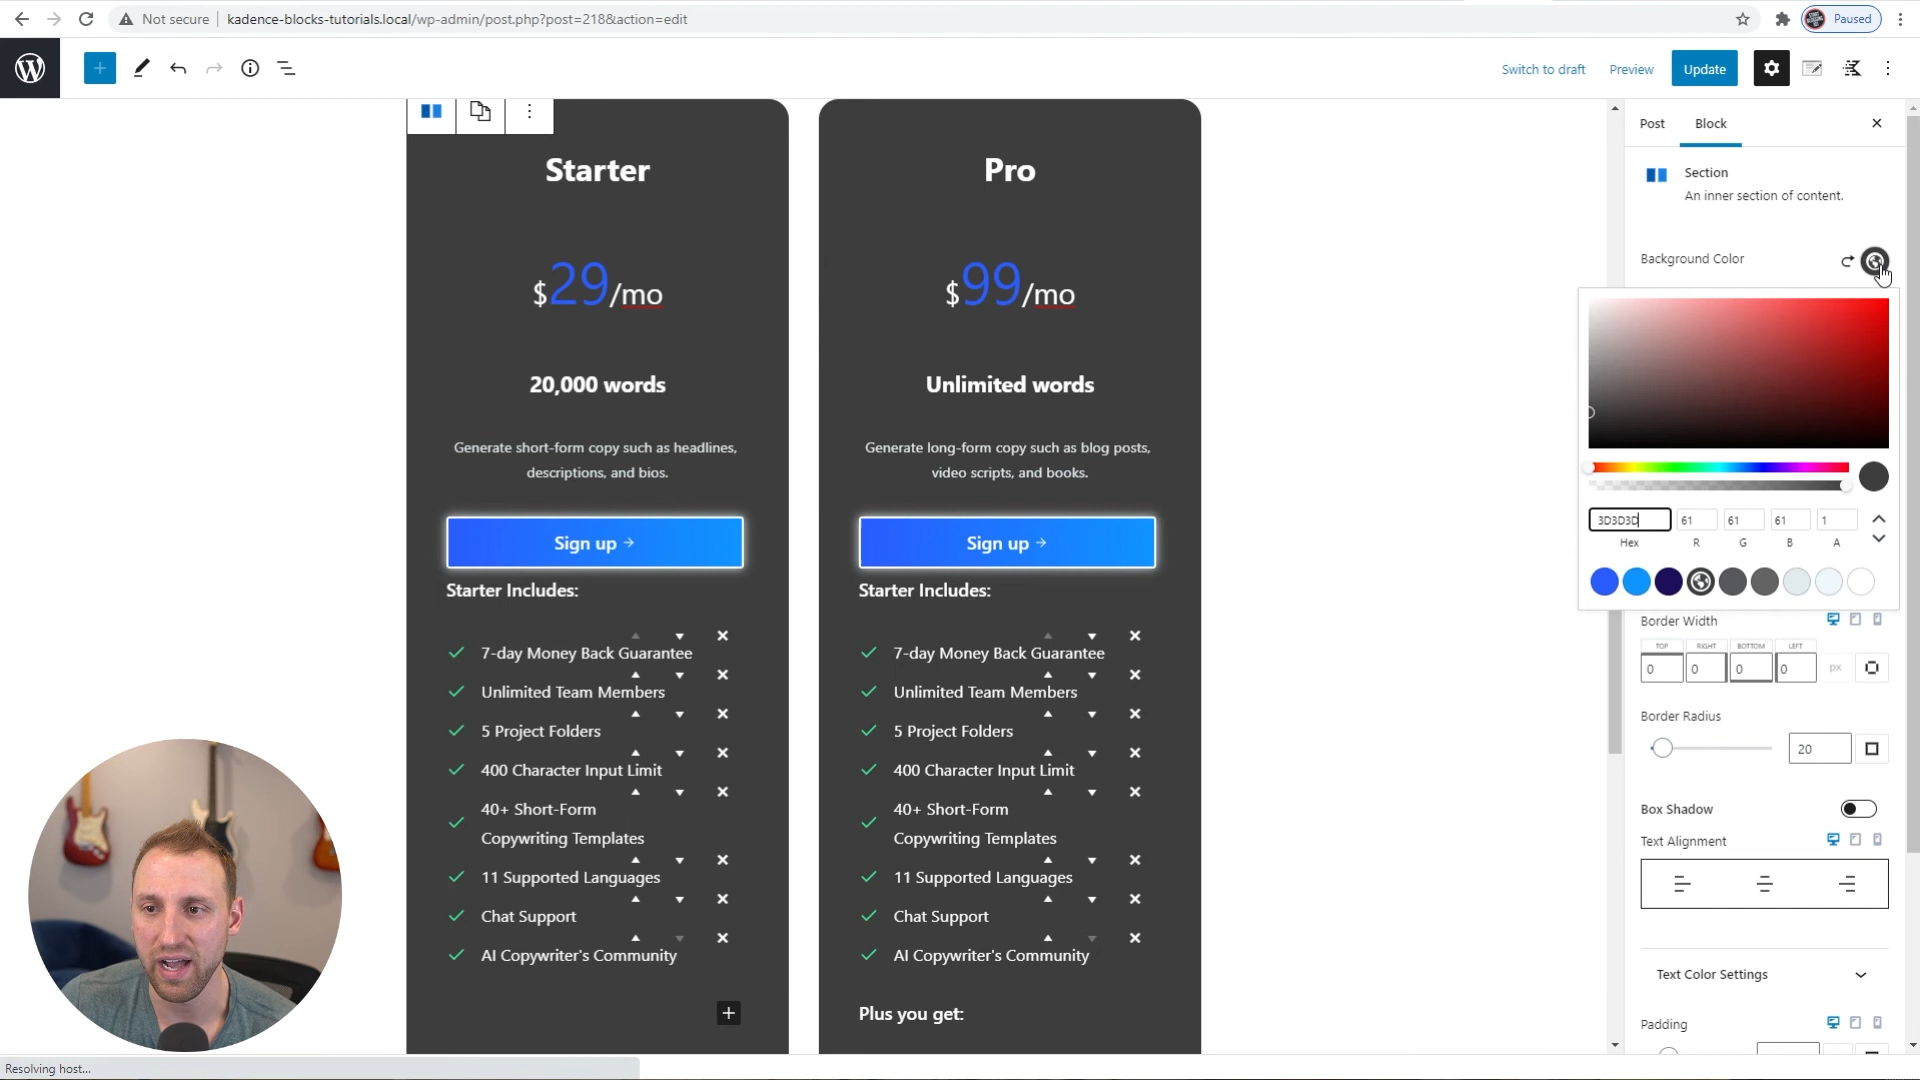 Not secure
kadence-blocks-tutorials.local/wp-admin/post.php?post=218&action=edit
Paused
Switch to draft
Preview
Update
Starter
$29/mo
20,000 words
Generate short-form copy such as headlines,
descriptions, and bios.
Sign up
Starter Includes:
7-day Money Back Guarantee
Unlimited Team Members
5 Project Folders
400 Character Input Limit
40+ Short-Form
Copywriting Templates
11 Supported Languages
Chat Support
AI Copywriter's Community
Pro
$99/mo
Unlimited words
Generate long-form copy such as blog posts,
video scripts, and books.
Sign up
Starter Includes:
7-day Money Back Guarantee
Unlimited Team Members
5 Project Folders
400 Character Input Limit
40+ Short-Form
Copywriting Templates
11 Supported Languages
Chat Support
AI Copywriter's Community
Plus you get:
Post
Block
Section
An inner section of content.
Background Color
3D3D3D 61 61 61 1
Hex R G B A
Border Width
TOP RIGHT BOTTOM LEFT
0 0 0 0 px
Border Radius
20
Box Shadow
Text Alignment
Text Color Settings
Padding
Resolving host...